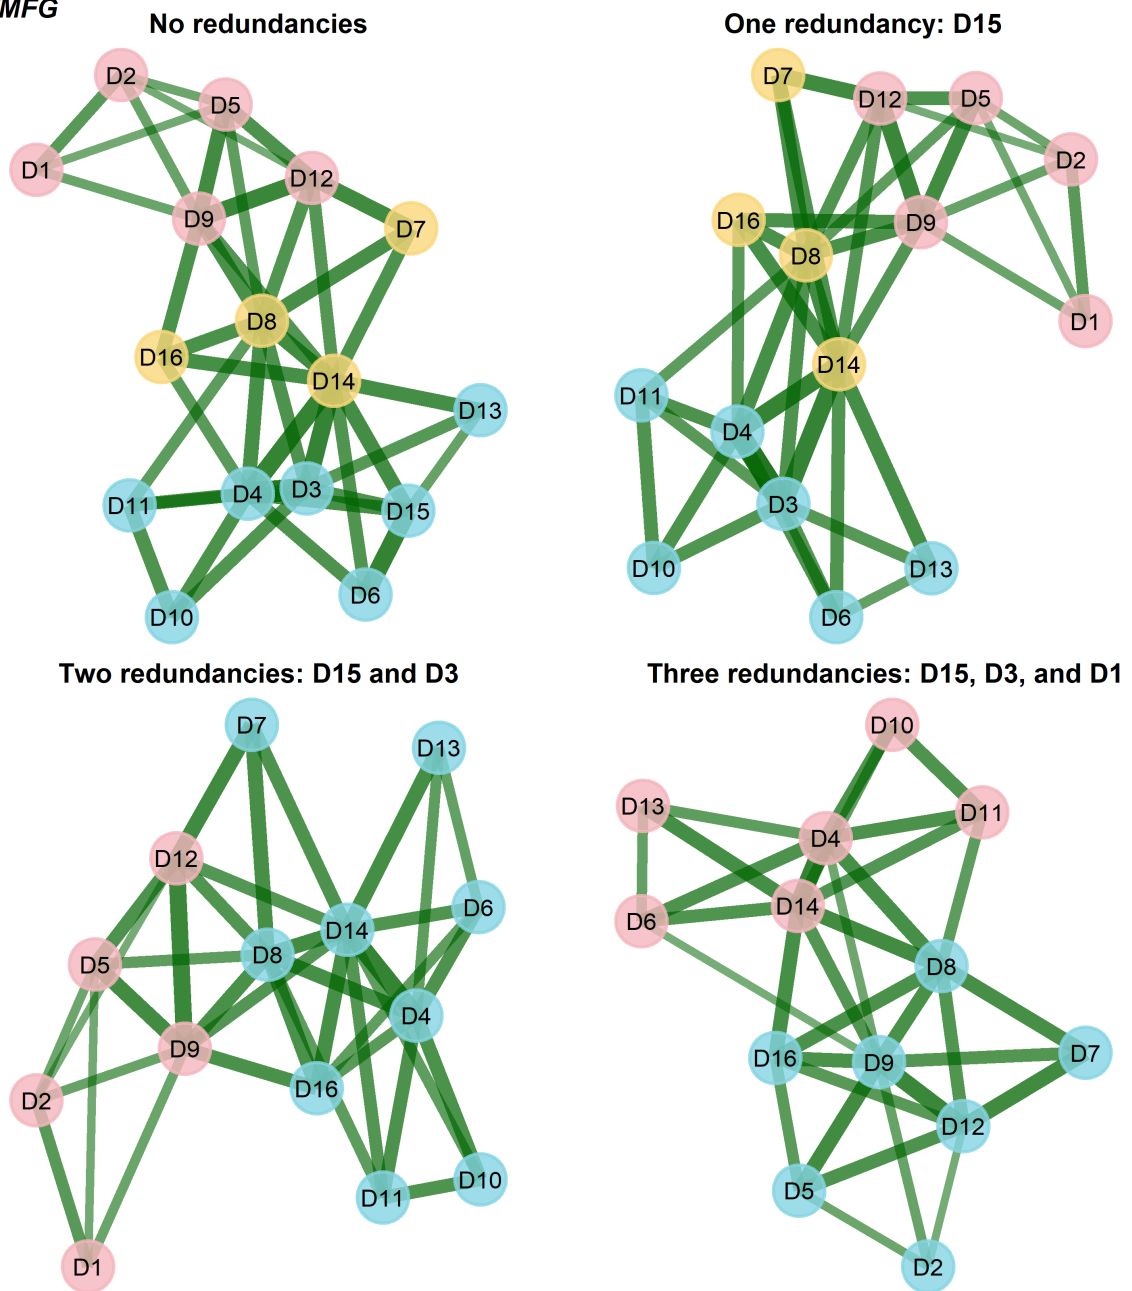 MFG
No redundancies
One redundancy: D15
D2
D5
D1
D12
D9
D7
D8
D16
D14
D13
D11
D4
D3
D15
D6
D10
D7
D12
D5
D2
D16
D9
D8
D1
D14
D11
D4
D3
D10
D13
D6
Two redundancies: D15 and D3
Three redundancies: D15, D3, and D1
D7
D13
D12
D6
D14
D5
D8
D4
D9
D16
D2
D11
D10
D1
D10
D13
D11
D4
D14
D6
D8
D16
D9
D7
D12
D5
D2